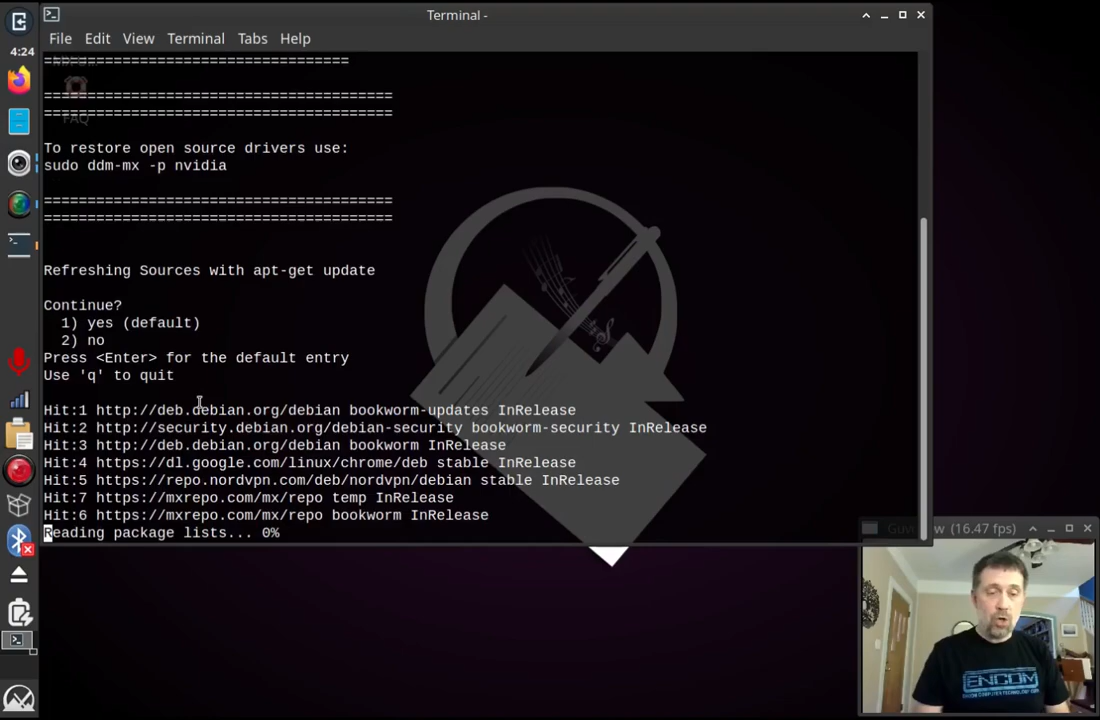 Terminal -
File Edit View Terminal Tabs Help
4:24
===================================
FAQ
========================================
========================================
To restore open source drivers use:
sudo ddm-mx -p nvidia
========================================
========================================
Refreshing Sources with apt-get update
Continue?
1) yes (default)
2) no
Press <Enter> for the default entry
Use 'q' to quit
Hit:1 http://deb.debian.org/debian bookworm-updates InRelease
Hit:2 http://security.debian.org/debian-security bookworm-security InRelease
Hit:3 http://deb.debian.org/debian bookworm InRelease
Hit:4 https://dl.google.com/linux/chrome/deb stable InRelease
Hit:5 https://repo.nordvpn.com/deb/nordvpn/debian stable InRelease
Hit:7 https://mxrepo.com/mx/repo temp InRelease
Hit:6 https://mxrepo.com/mx/repo bookworm InRelease
Reading package lists... 0%
(16.47 fps)
ENCOM